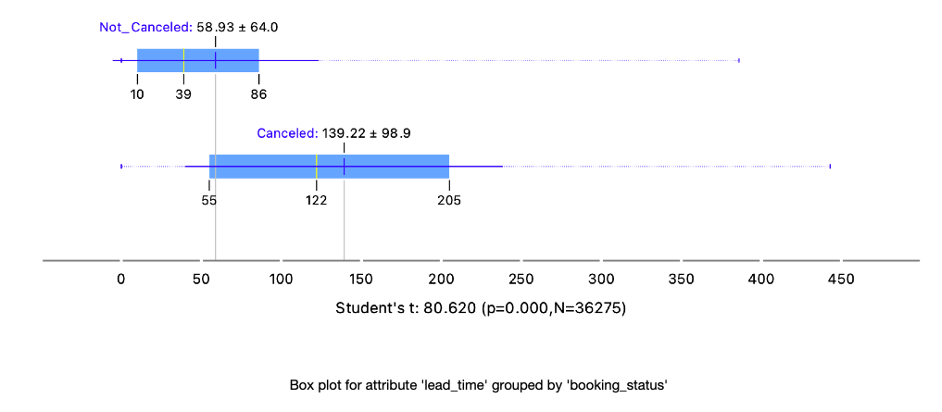 Not_Canceled: 58.93 ± 64.0
10 39 86
Canceled: 139.22 ± 98.9
55 122 205
0 50 100 150 200 250 300 350 400 450
Student's t: 80.620 (p=0.000,N=36275)
Box plot for attribute 'lead_time' grouped by 'booking_status'